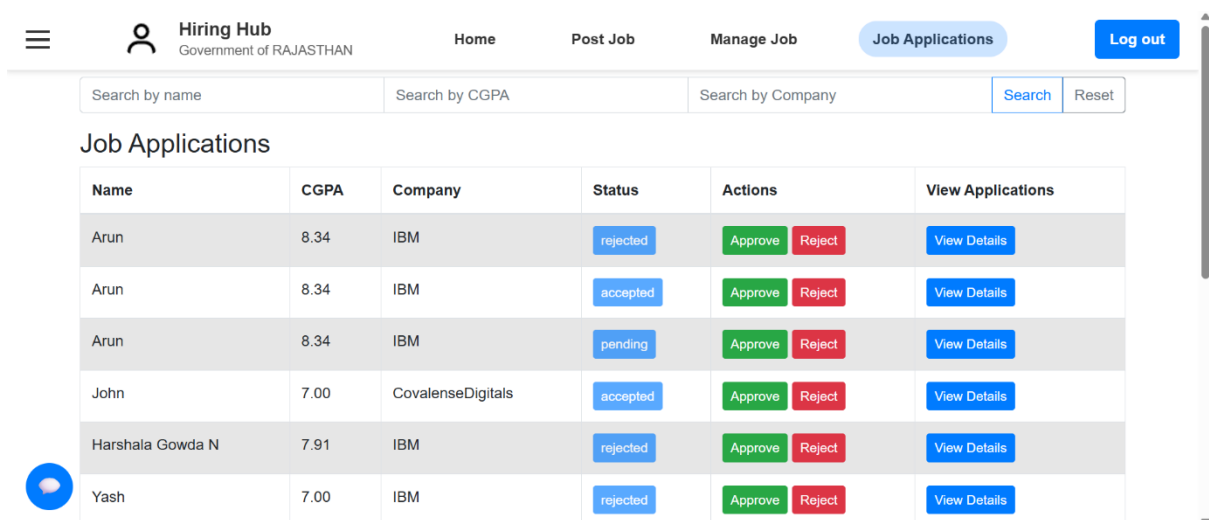 Hiring Hub
Government of RAJASTHAN
Home Post Job Manage Job Job Applications Log out
Search by name Search by CGPA Search by Company Search Reset
Job Applications
Name CGPA Company Status Actions View Applications
Arun 8.34 IBM rejected Approve Reject View Details
Arun 8.34 IBM accepted Approve Reject View Details
Arun 8.34 IBM pending Approve Reject View Details
John 7.00 CovalenseDigitals accepted Approve Reject View Details
Harshala Gowda N 7.91 IBM rejected Approve Reject View Details
Yash 7.00 IBM rejected Approve Reject View Details